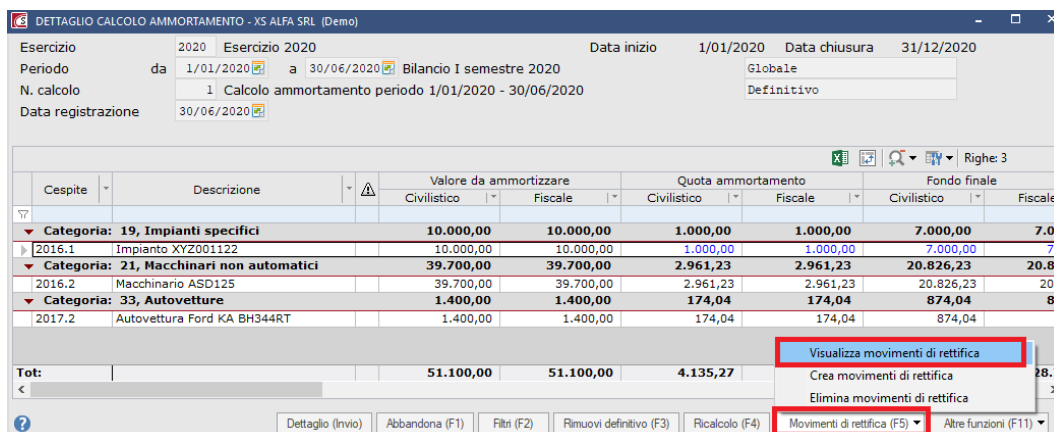 DETTAGLIO CALCOLO AMMORTAMENTO - XS ALFA SRL (Demo)
Esercizio 2020 Esercizio 2020 Data inizio 1/01/2020 Data chiusura 31/12/2020
Periodo da 1/01/2020 a 30/06/2020 Bilancio I semestre 2020 Globale
N. calcolo 1 Calcolo ammortamento periodo 1/01/2020 - 30/06/2020 Definitivo
Data registrazione 30/06/2020
Righe: 3
Cespite Descrizione Valore da ammortizzare Quota ammortamento Fondo finale
Civilistico Fiscale Civilistico Fiscale Civilistico Fiscale
Categoria: 19, Impianti specifici 10.000,00 10.000,00 1.000,00 1.000,00 7.000,00 7.0
2016.1 Impianto XYZ001122 10.000,00 10.000,00 1.000,00 1.000,00 7.000,00 7
Categoria: 21, Macchinari non automatici 39.700,00 39.700,00 2.961,23 2.961,23 20.826,23 20.8
2016.2 Macchinario ASD125 39.700,00 39.700,00 2.961,23 2.961,23 20.826,23 20
Categoria: 33, Autovetture 1.400,00 1.400,00 174,04 174,04 874,04 8
2017.2 Autovettura Ford KA BH344RT 1.400,00 1.400,00 174,04 174,04 874,04
Visualizza movimenti di rettifica
Tot: 51.100,00 51.100,00 4.135,27 28.
Crea movimenti di rettifica
Elimina movimenti di rettifica
Dettaglio (Invio) Abbandona (F1) Filtri (F2) Rimuovi definitivo (F3) Ricalcolo (F4) Movimenti di rettifica (F5) Altre funzioni (F11)